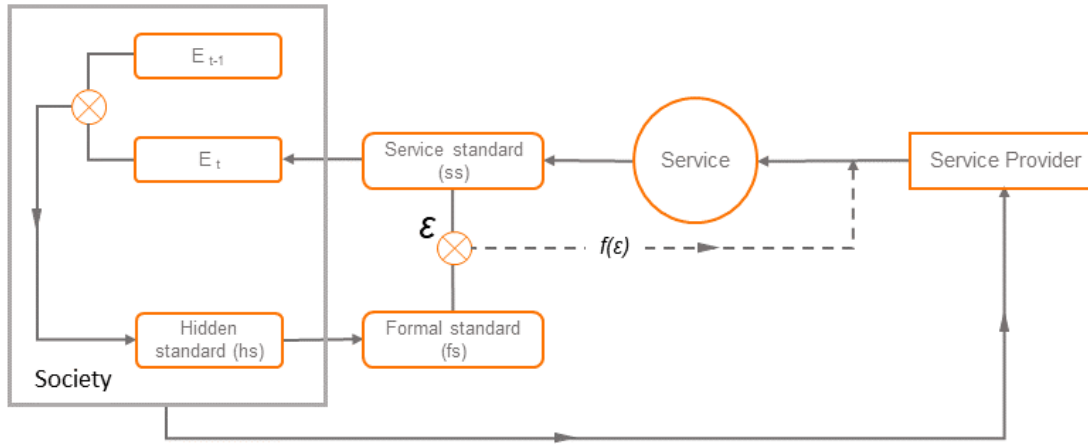 E t-1
E t
Service standard
(ss)
Service
Service Provider
ε
f(ε)
Hidden
standard (hs)
Formal standard
(fs)
Society